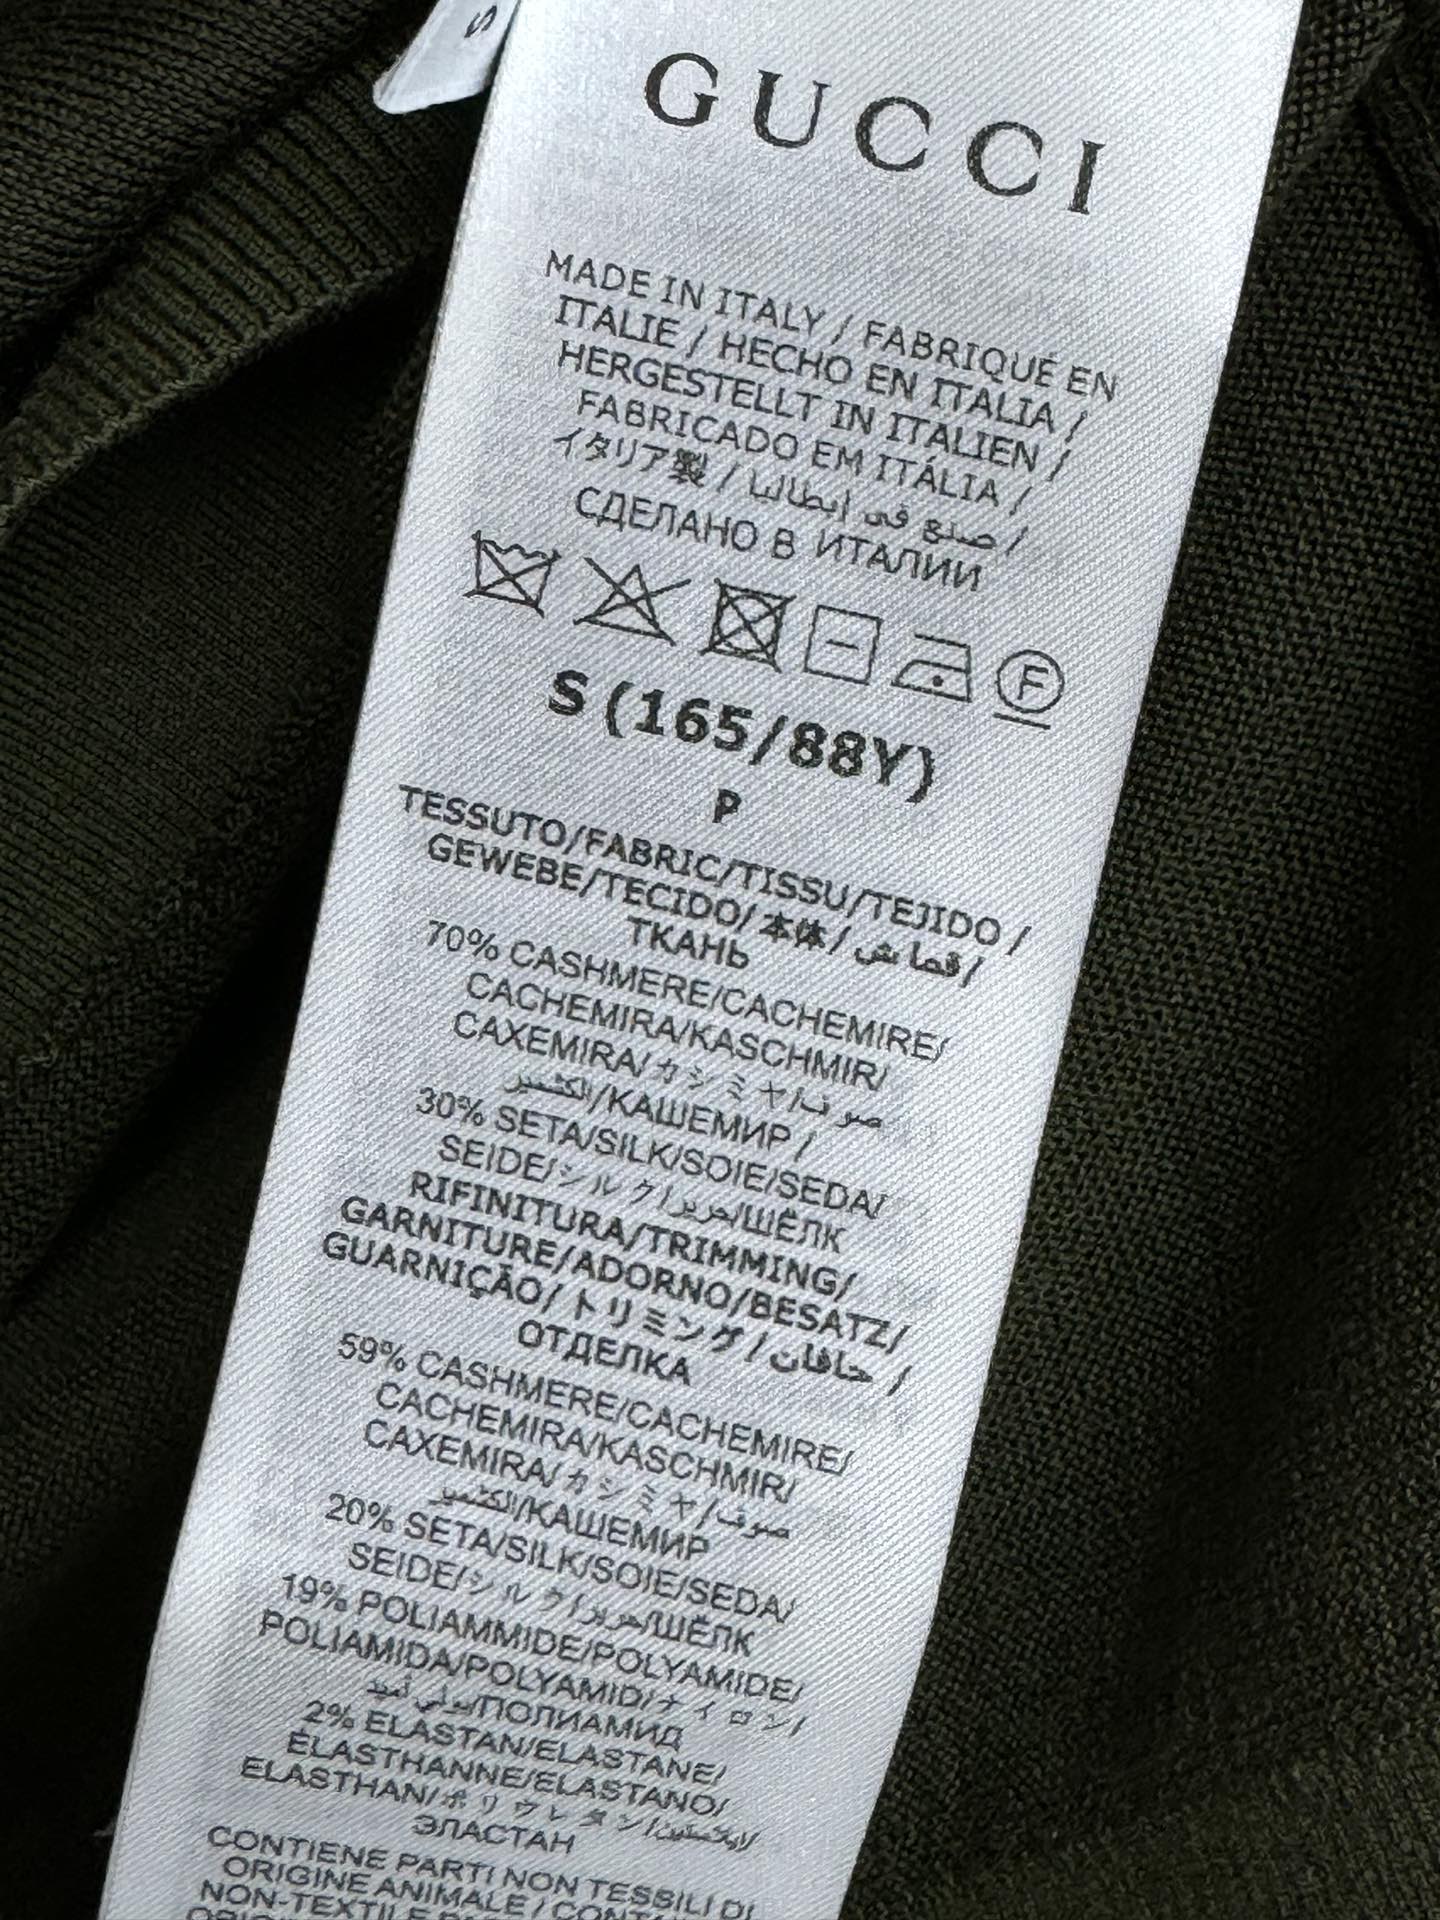 S
GUCCI
MADE IN ITALY / FABRIQUÉ EN
ITALIE / HECHO EN ITALIA /
HERGESTELLT IN ITALIEN /
FABRICADO EM ITÁLIA /
イタリア製 / صنع في إيطاليا /
СДЕЛАНО В ИТАЛИИ
F
S (165/88Y)
P
TESSUTO/FABRIC/TISSU/TEJIDO /
GEWEBE/TECIDO/ 本体 / قماش /
ТКАНЬ
70% CASHMERE/CACHEMIRE/
CACHEMIRA/KASCHMIR/
CAXEMIRA/ カシミヤ/صوف
الكشمير/КАШЕМИР /
30% SETA/SILK/SOIE/SEDA/
SEIDE/シルク/حرير/ШЁЛК
RIFINITURA/TRIMMING/
GARNITURE/ADORNO/BESATZ/
GUARNIÇÃO/ トリミング / حافات /
ОТДЕЛКА
59% CASHMERE/CACHEMIRE/
CACHEMIRA/KASCHMIR/
CAXEMIRA/ カシミヤ/صوف
الكشمير/КАШЕМИР
20% SETA/SILK/SOIE/SEDA/
SEIDE/シルク/حرير/ШЁЛК
19% POLIAMMIDE/POLYAMIDE/
POLIAMIDA/POLYAMID/ナイロン/
بولي أميد/ПОЛИАМИД
2% ELASTAN/ELASTANE/
ÉLASTHANNE/ELASTANO/
ELASTHAN/ポリウレタン/
ЭЛАСТАН
CONTIENE PARTI NON TESSILI DI
ORIGINE ANIMALE /
NON-TEXTILE